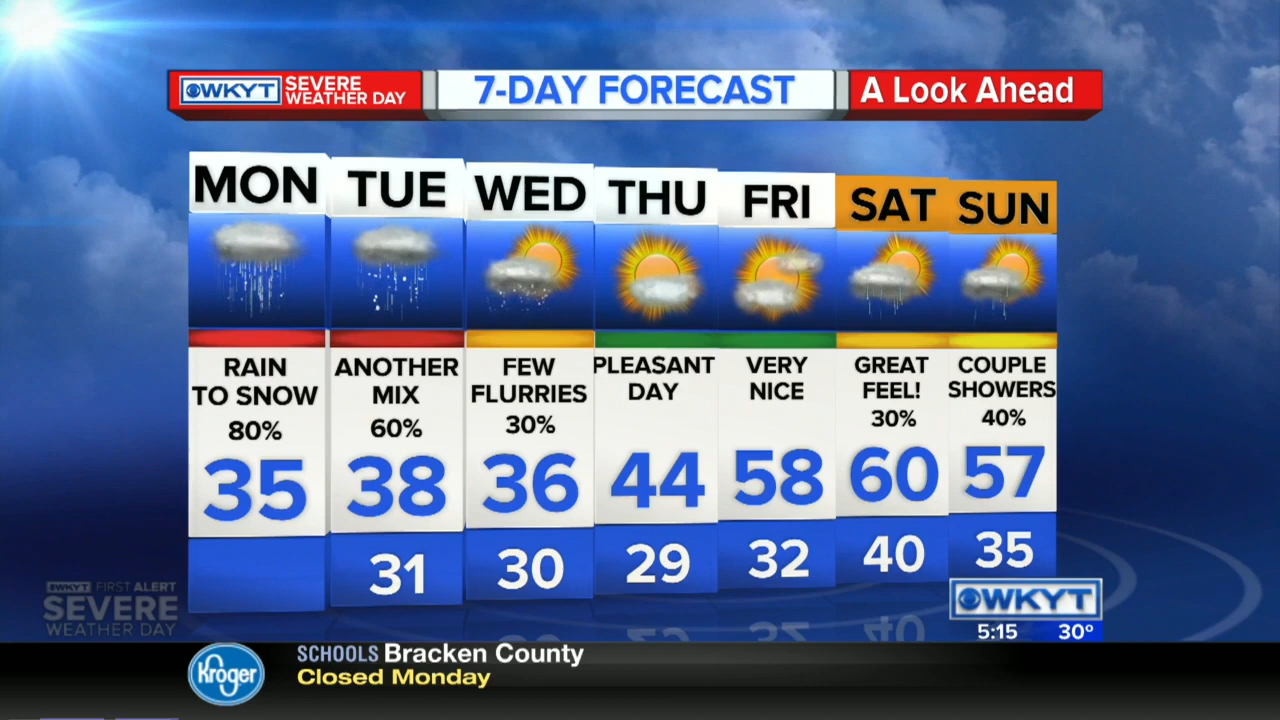 WKYT SEVERE WEATHER DAY
7-DAY FORECAST
A Look Ahead
MON TUE WED THU FRI SAT SUN
RAIN TO SNOW
80%
35
ANOTHER MIX
60%
38
31
FEW FLURRIES
30%
36
30
PLEASANT DAY
44
29
VERY NICE
58
32
GREAT FEEL!
30%
60
40
COUPLE SHOWERS
40%
57
35
WKYT FIRST ALERT
SEVERE
WEATHER DAY
WKYT
5:15 30°
Kroger
SCHOOLS Bracken County
Closed Monday